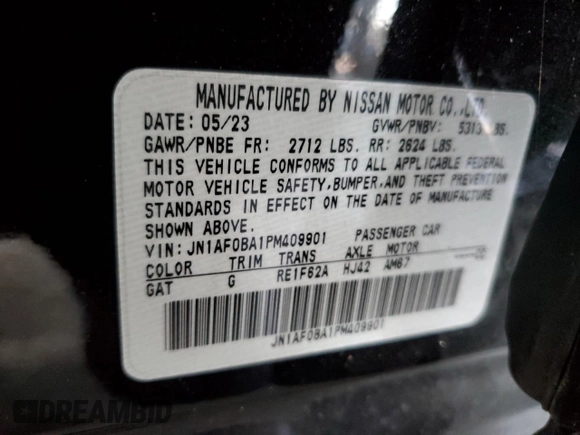 MANUFACTURED BY NISSAN MOTOR CO.,LTD.
DATE: 05/23 GVWR/PNBV: 5313 LBS.
GAWR/PNBE FR: 2712 LBS. RR: 2624 LBS.
THIS VEHICLE CONFORMS TO ALL APPLICABLE FEDERAL
MOTOR VEHICLE SAFETY, BUMPER, AND THEFT PREVENTION
STANDARDS IN EFFECT ON THE DATE OF MANUFACTURE
SHOWN ABOVE.
VIN: JN1AF0BA1PM409901 PASSENGER CAR
COLOR TRIM TRANS AXLE MOTOR
GAT G RE1F62A HJ42 AM67
JN1AF0BA1PM409901
DREAMBID